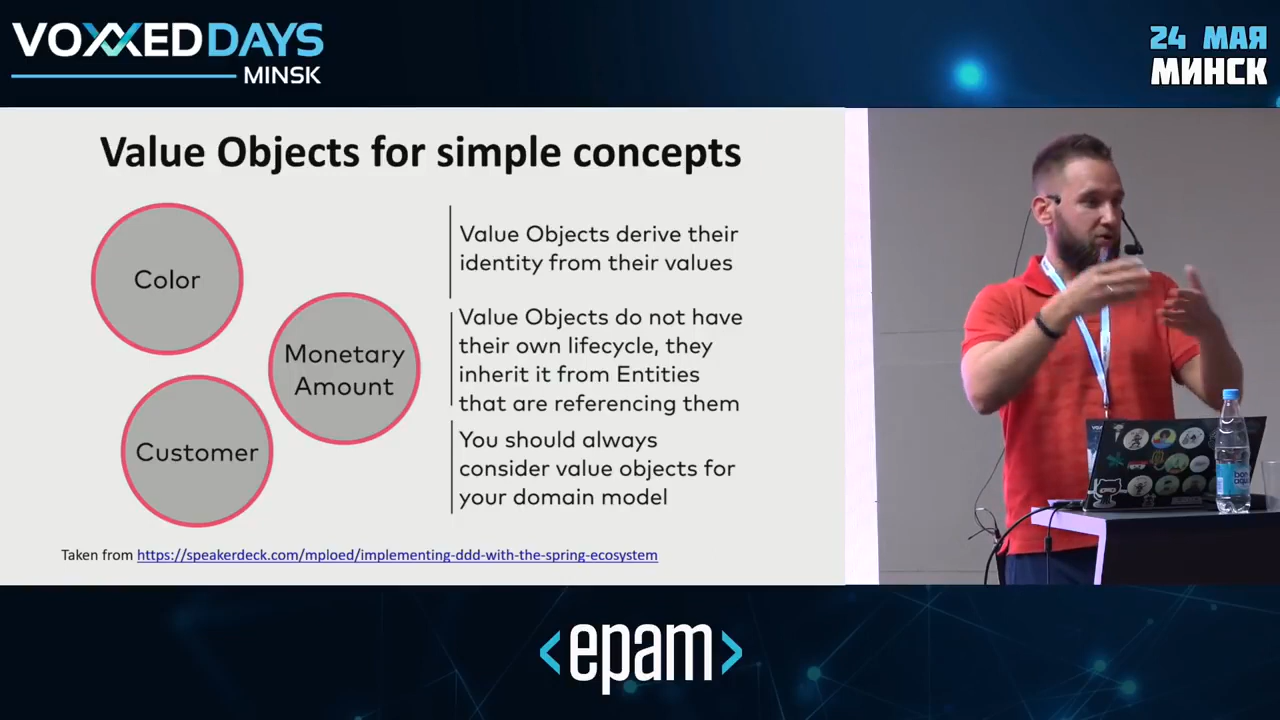 VOXXED DAYS
MINSK
24 МАЯ
МИНСК
Value Objects for simple concepts
Color
Monetary
Amount
Customer
Value Objects derive their
identity from their values
Value Objects do not have
their own lifecycle, they
inherit it from Entities
that are referencing them
You should always
consider value objects for
your domain model
Taken from https://speakerdeck.com/mploed/implementing-ddd-with-the-spring-ecosystem
<epam>